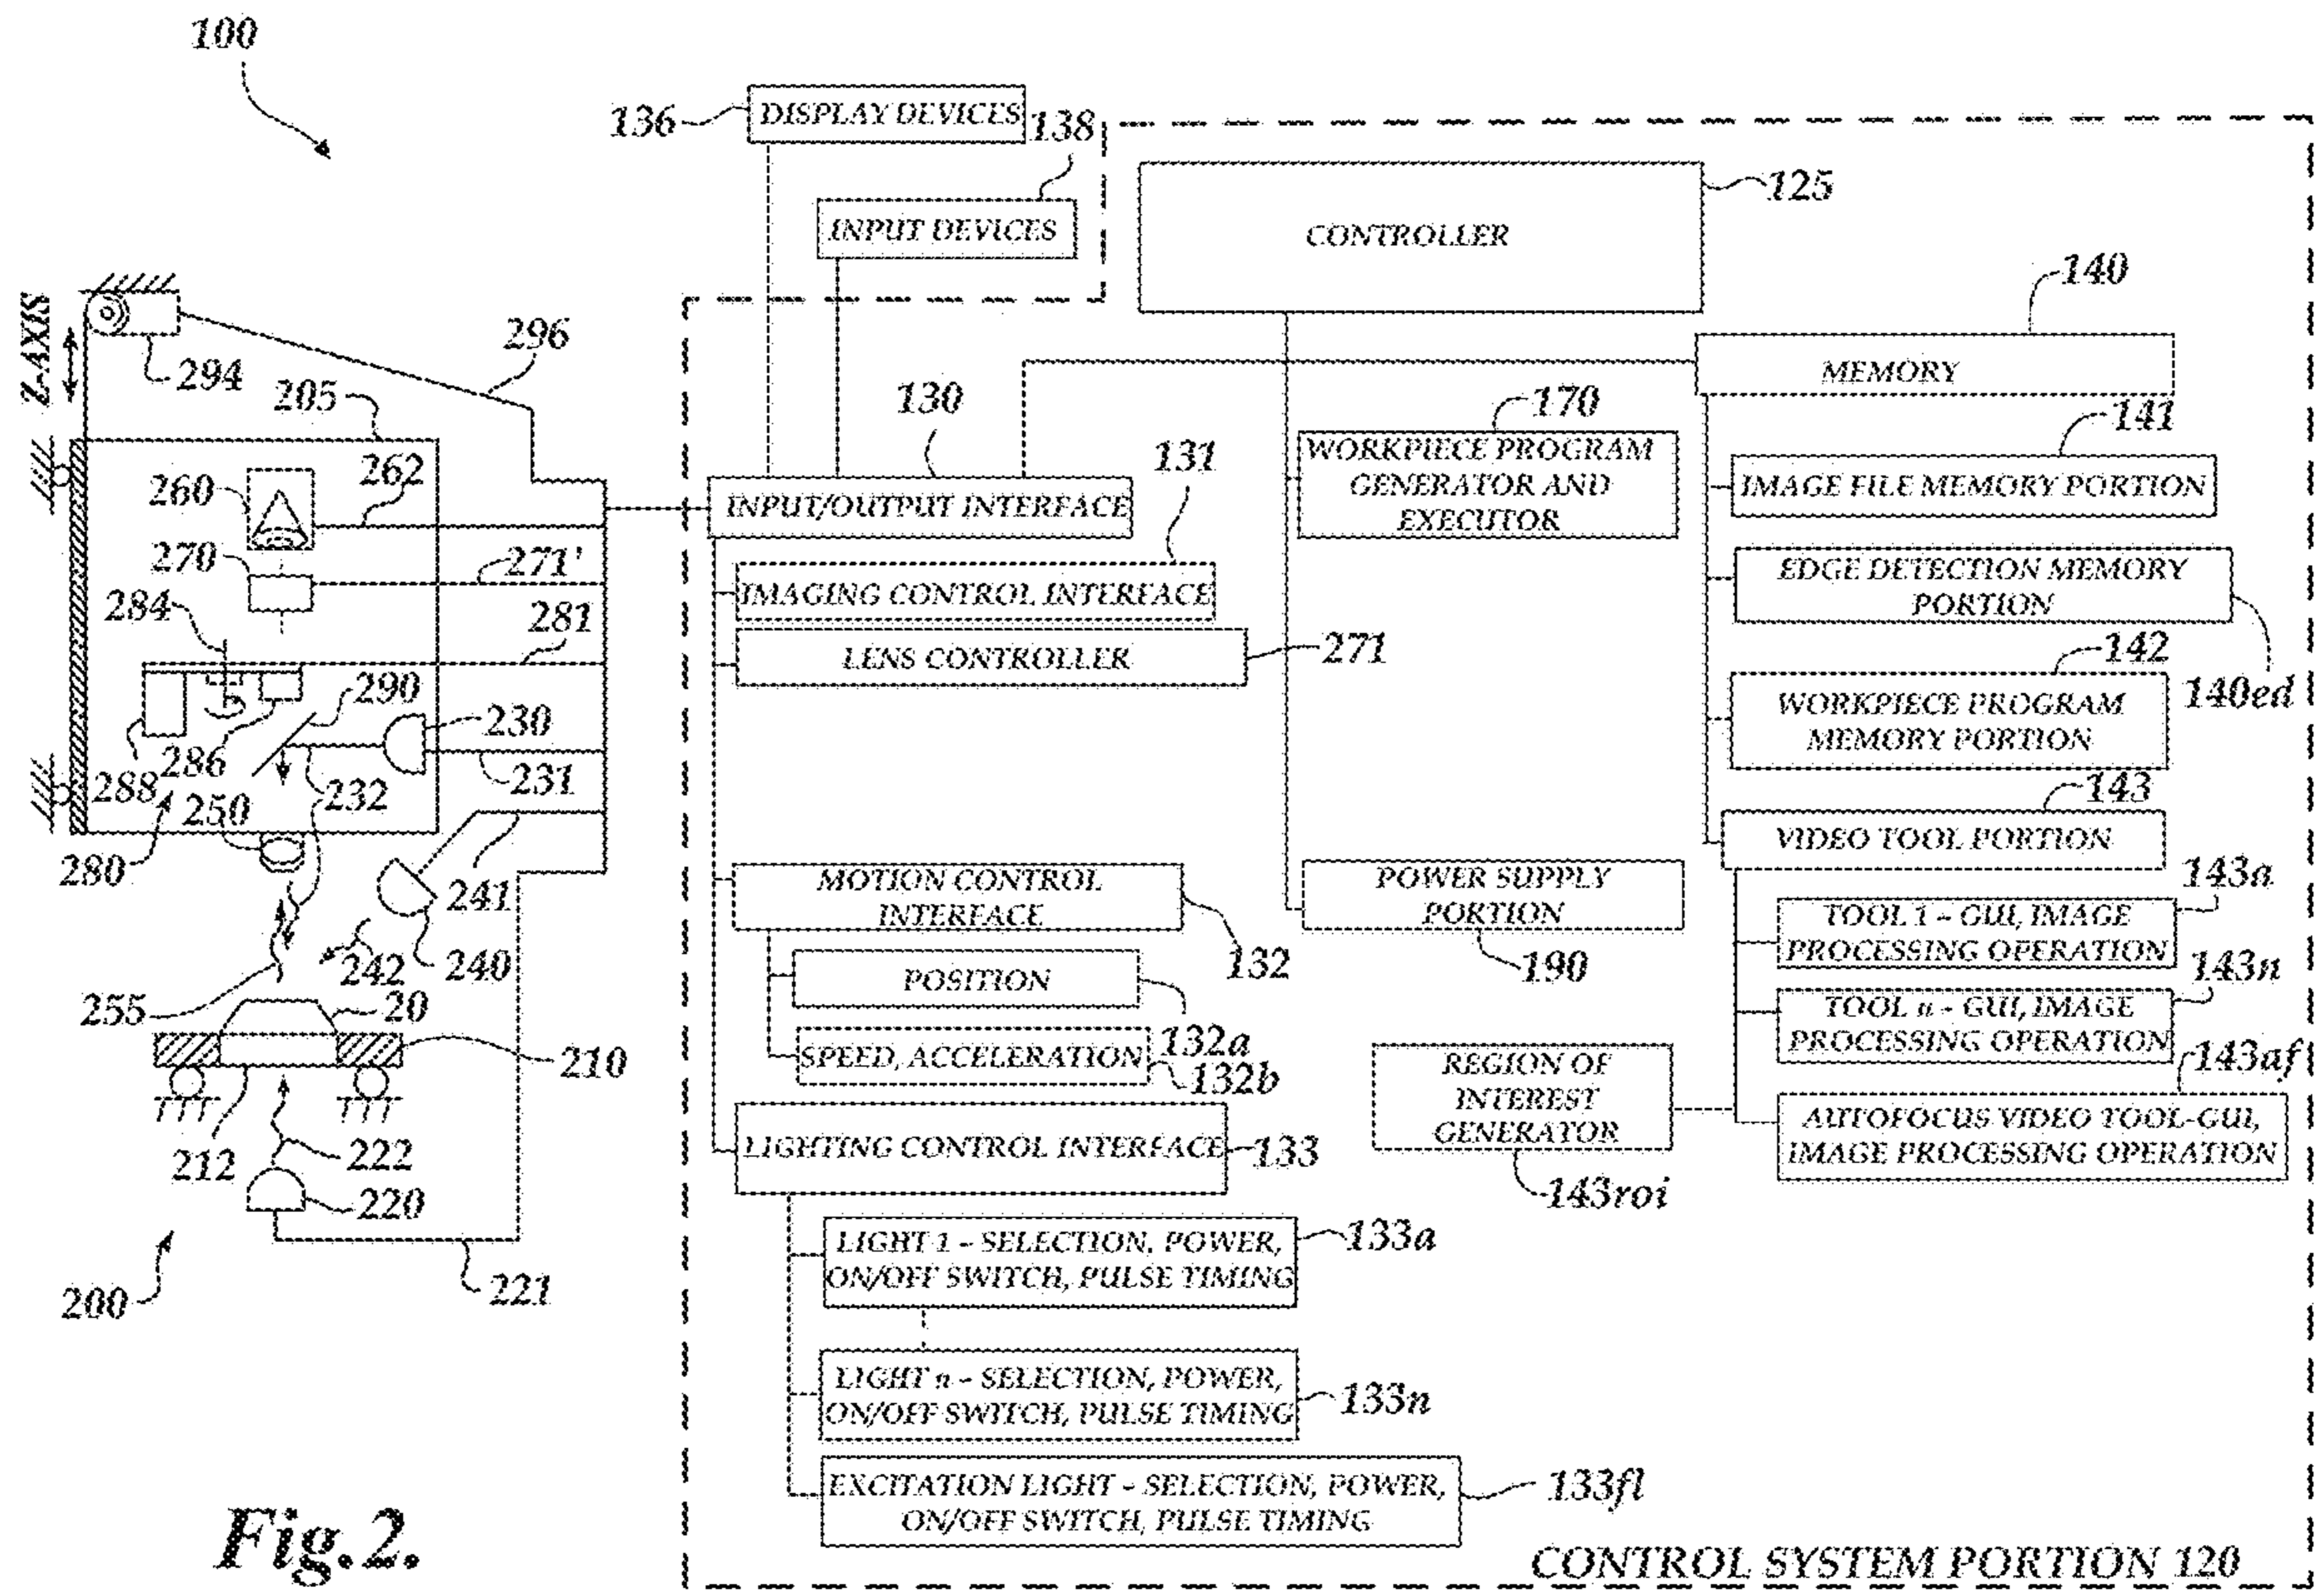 100
136
DISPLAY DEVICES
138
INPUT DEVICES
CONTROLLER
125
140
MEMORY
Z-AXIS
294
296
205
130
170
WORKPIECE PROGRAM
GENERATOR AND
EXECUTOR
141
IMAGE FILE MEMORY PORTION
260
262
131
INPUT/OUTPUT INTERFACE
270
271'
IMAGING CONTROL INTERFACE
EDGE DETECTION MEMORY
PORTION
140ed
284
281
LENS CONTROLLER
271
142
WORKPIECE PROGRAM
MEMORY PORTION
290
230
286
288
231
232
250
280
143
VIDEO TOOL PORTION
241
240
242
MOTION CONTROL
INTERFACE
132
POWER SUPPLY
PORTION
190
143a
TOOL 1 - GUI, IMAGE
PROCESSING OPERATION
143n
TOOL n - GUI, IMAGE
PROCESSING OPERATION
143af
AUTOFOCUS VIDEO TOOL-GUI,
IMAGE PROCESSING OPERATION
255
20
210
POSITION
132a
SPEED, ACCELERATION
132b
REGION OF
INTEREST
GENERATOR
143roi
212
222
220
LIGHTING CONTROL INTERFACE
133
200
221
LIGHT 1 - SELECTION, POWER,
ON/OFF SWITCH, PULSE TIMING
133a
LIGHT n - SELECTION, POWER,
ON/OFF SWITCH, PULSE TIMING
133n
EXCITATION LIGHT - SELECTION, POWER,
ON/OFF SWITCH, PULSE TIMING
133fl
Fig.2.
CONTROL SYSTEM PORTION 120